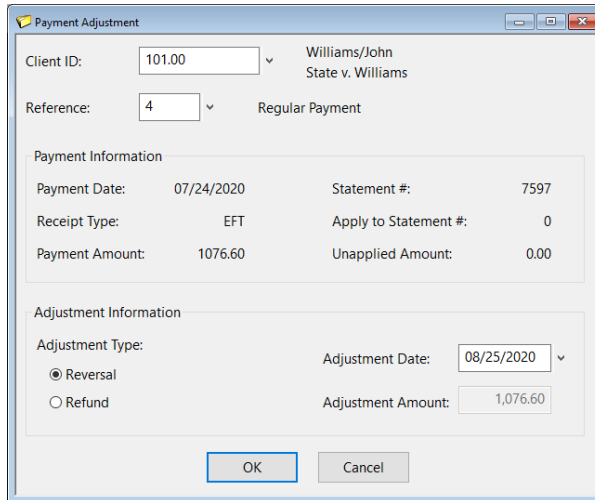 Payment Adjustment
Client ID: 101.00 Williams/John
State v. Williams
Reference: 4 Regular Payment
Payment Information
Payment Date: 07/24/2020 Statement #: 7597
Receipt Type: EFT Apply to Statement #: 0
Payment Amount: 1076.60 Unapplied Amount: 0.00
Adjustment Information
Adjustment Type:
Adjustment Date: 08/25/2020
Reversal
Refund Adjustment Amount: 1,076.60
OK Cancel